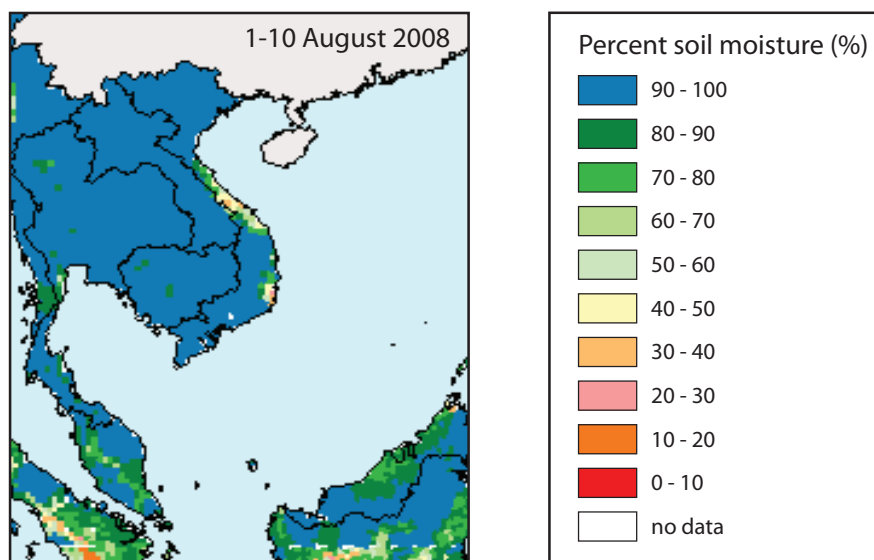 1-10 August 2008
Percent soil moisture (%)
90 - 100
80 - 90
70 - 80
60 - 70
50 - 60
40 - 50
30 - 40
20 - 30
10 - 20
0 - 10
no data